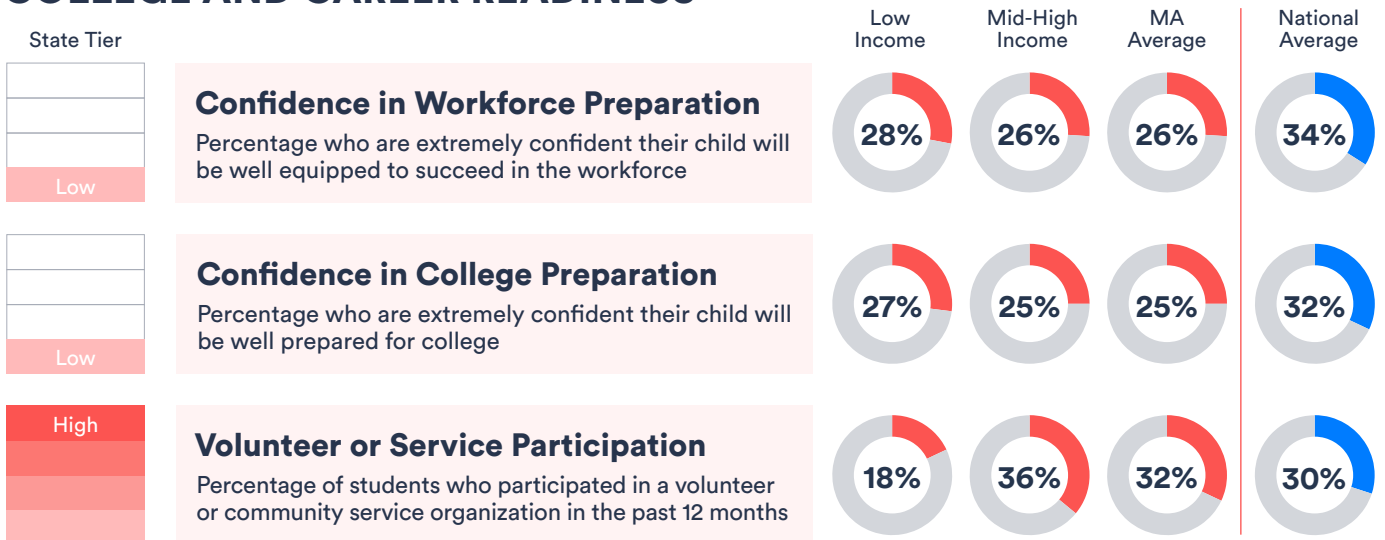 COLLEGE AND CAREER READINESS
State Tier
Low
Income
Mid-High
Income
MA
Average
National
Average
Low
Confidence in Workforce Preparation
Percentage who are extremely confident their child will
be well equipped to succeed in the workforce
28%
26%
26%
34%
Low
Confidence in College Preparation
Percentage who are extremely confident their child will
be well prepared for college
27%
25%
25%
32%
High
Volunteer or Service Participation
Percentage of students who participated in a volunteer
or community service organization in the past 12 months
18%
36%
32%
30%